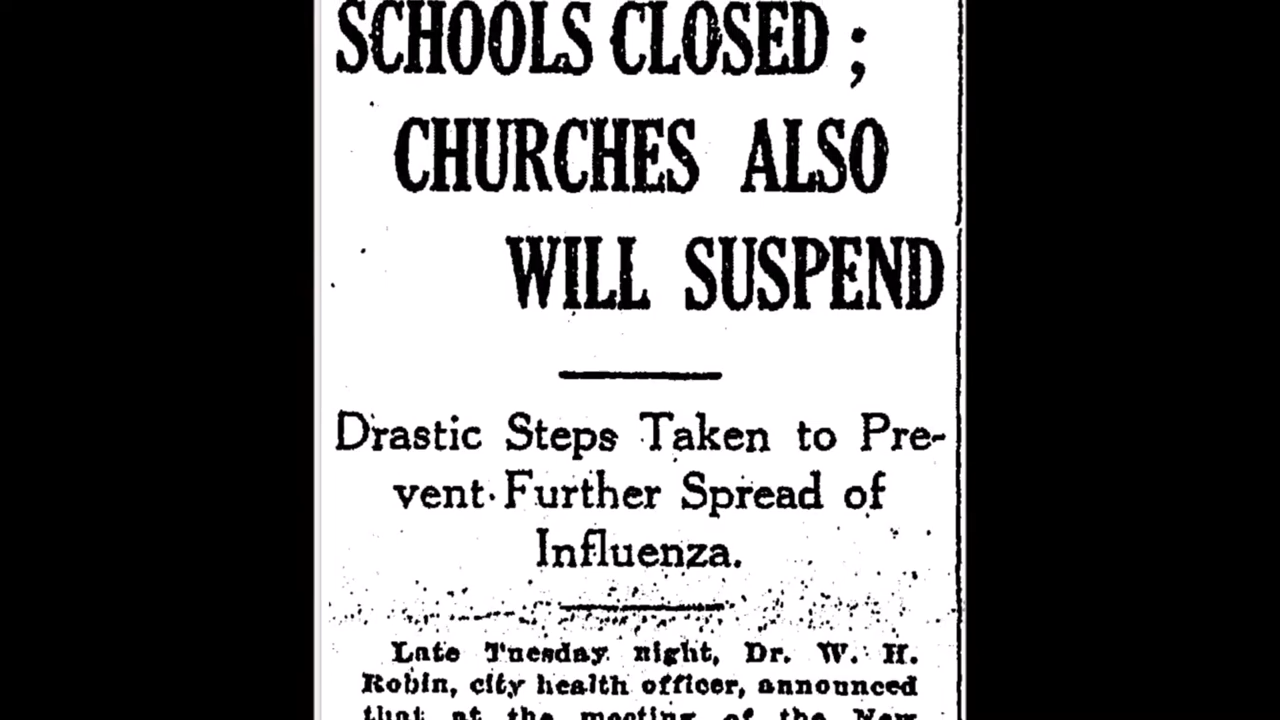 SCHOOLS CLOSED;
CHURCHES ALSO
WILL SUSPEND
Drastic Steps Taken to Pre-
vent Further Spread of
Influenza.
Late Tuesday night, Dr. W. H.
Robin, city health officer, announced
that at the meeting of the New